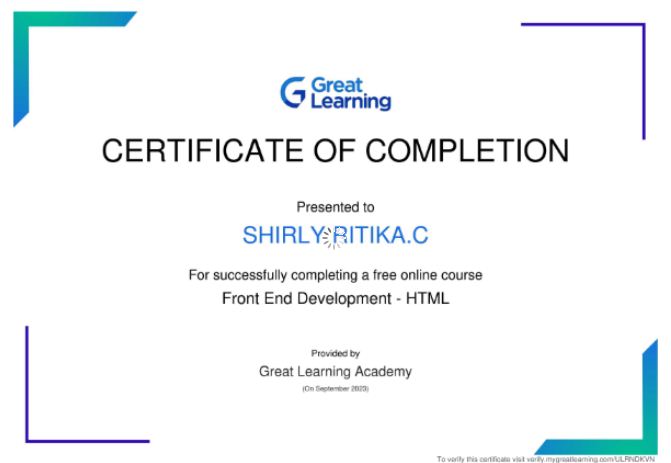 Great
Learning
CERTIFICATE OF COMPLETION
Presented to
SHIRLY RITIKA.C
For successfully completing a free online course
Front End Development - HTML
Provided by
Great Learning Academy
(On September 2023)
To verify this certificate visit verify.mygreatlearning.com/ULRNDKVN